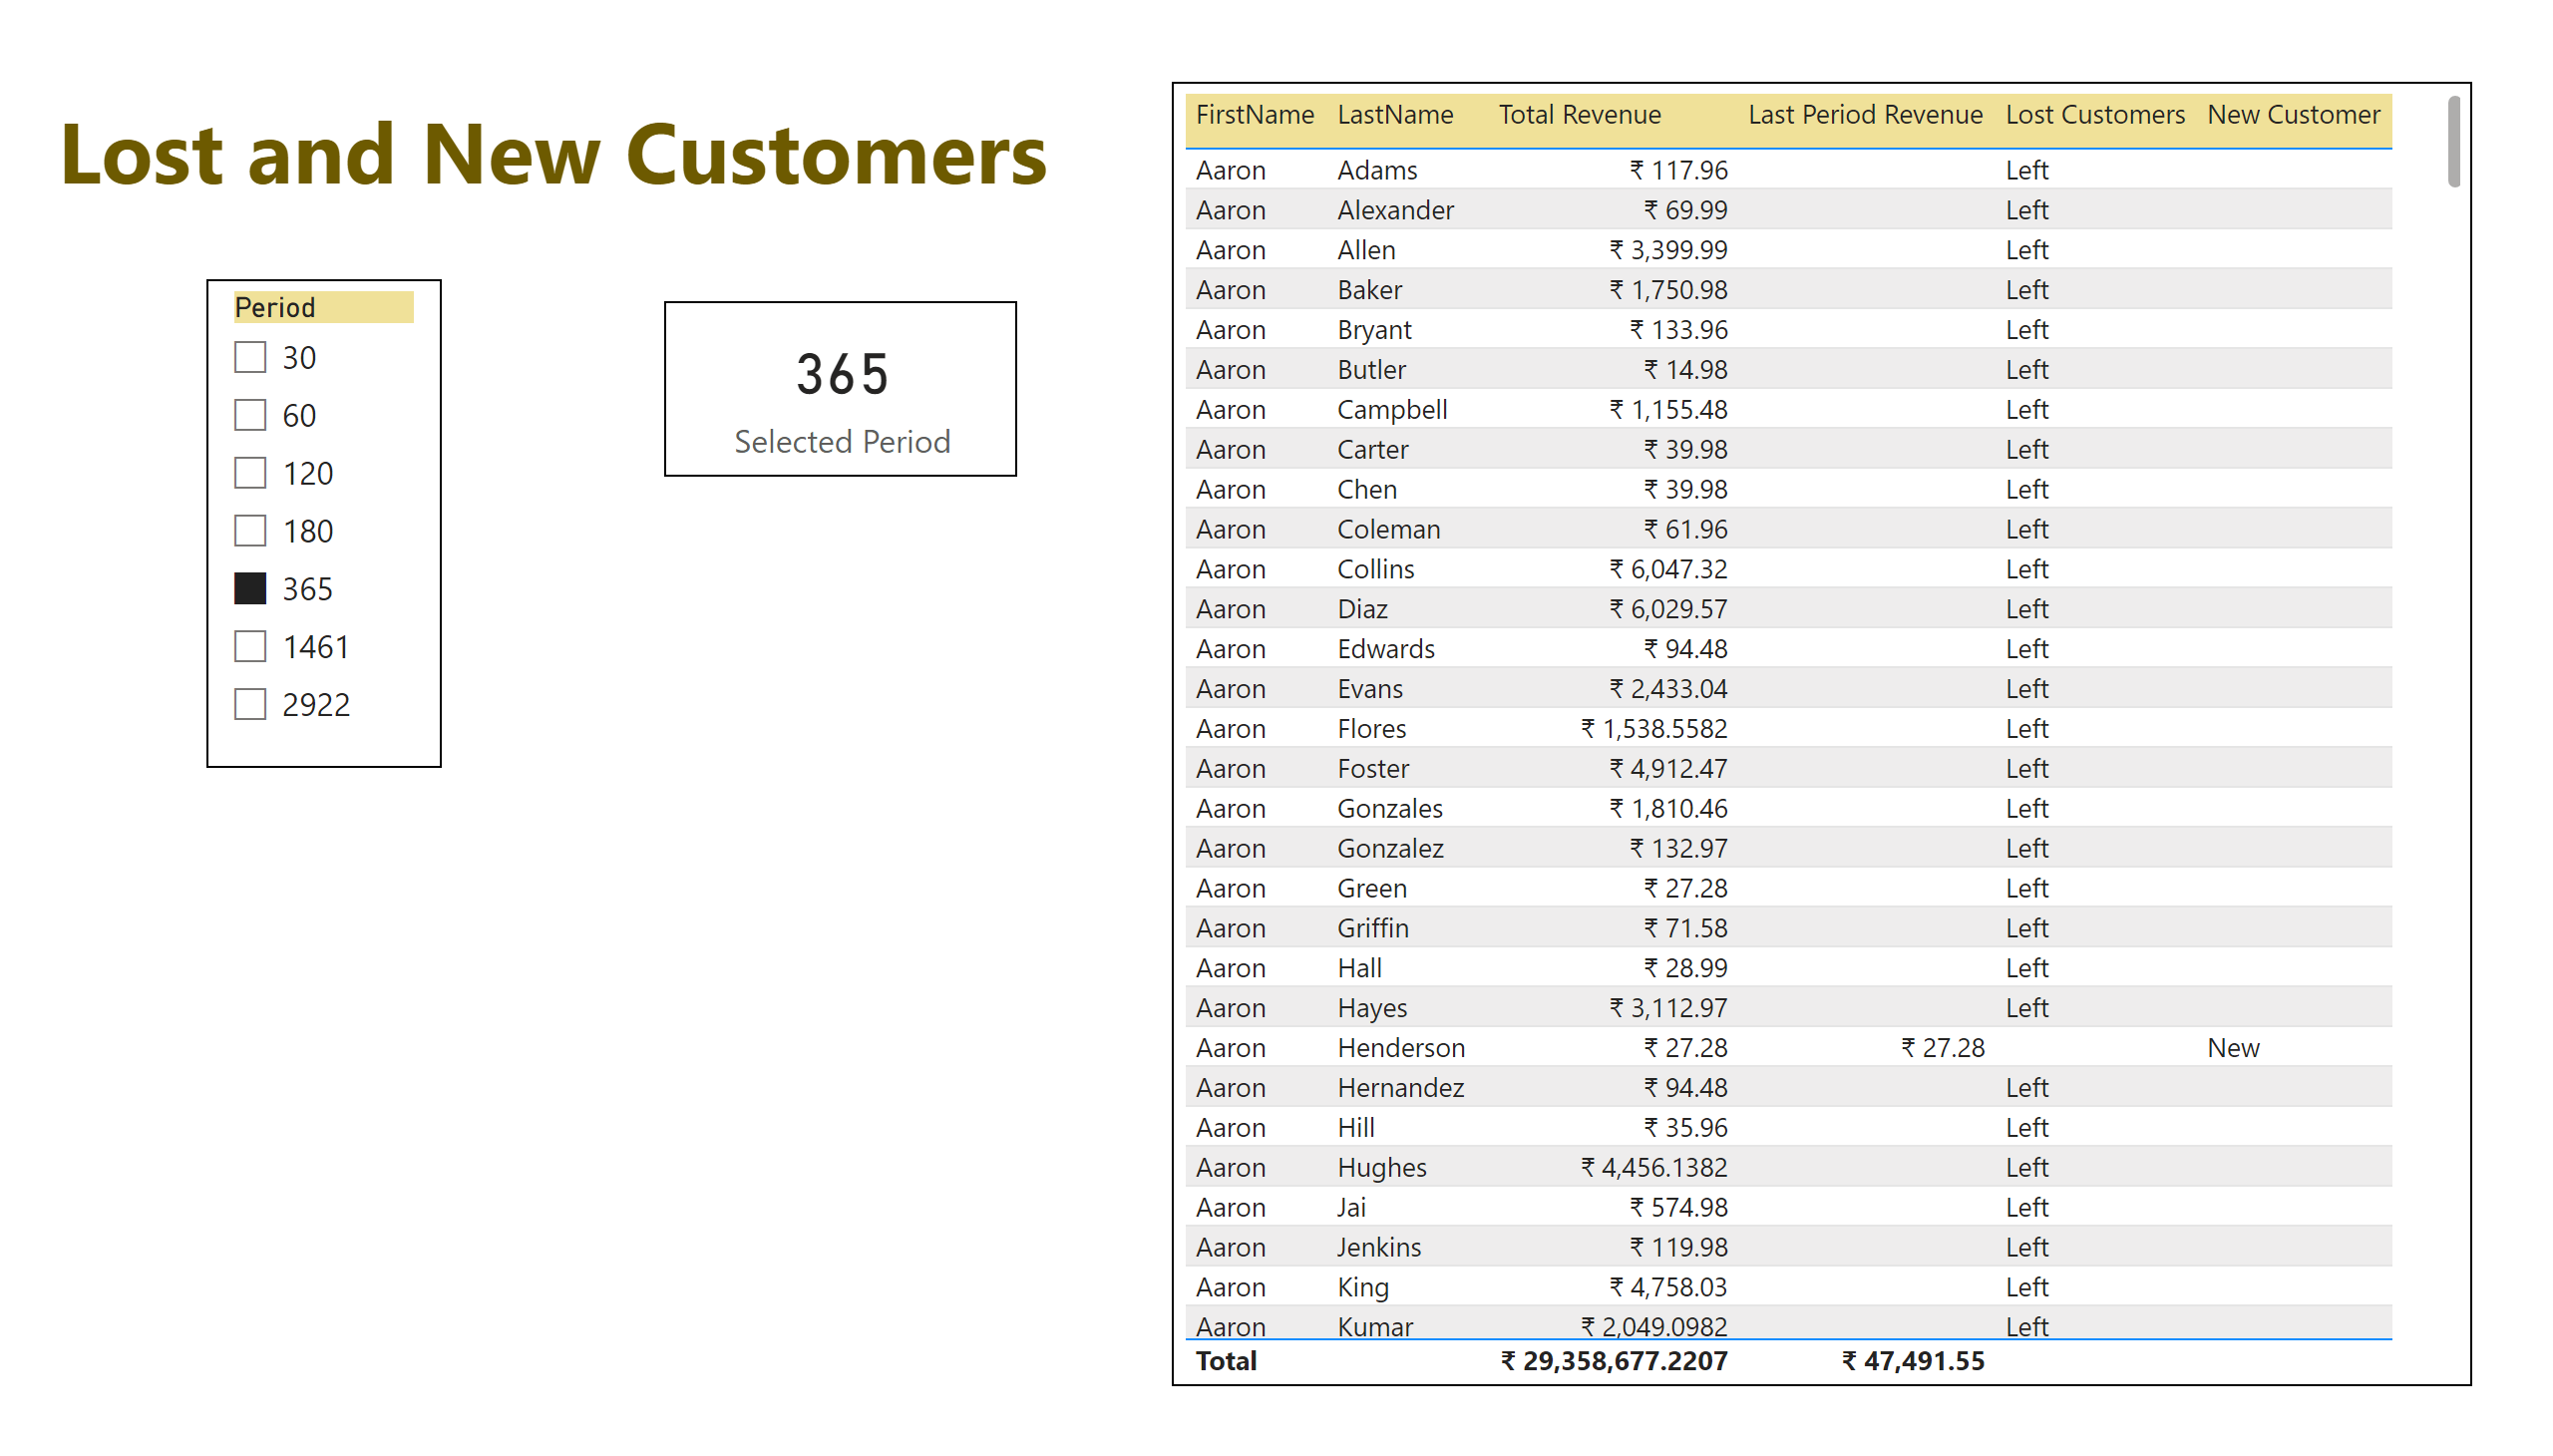 Lost and New Customers
Period
30
60
120
180
365
1461
2922
365
Selected Period
FirstName LastName Total Revenue Last Period Revenue Lost Customers New Customer
Aaron Adams ₹ 117.96 Left
Aaron Alexander ₹ 69.99 Left
Aaron Allen ₹ 3,399.99 Left
Aaron Baker ₹ 1,750.98 Left
Aaron Bryant ₹ 133.96 Left
Aaron Butler ₹ 14.98 Left
Aaron Campbell ₹ 1,155.48 Left
Aaron Carter ₹ 39.98 Left
Aaron Chen ₹ 39.98 Left
Aaron Coleman ₹ 61.96 Left
Aaron Collins ₹ 6,047.32 Left
Aaron Diaz ₹ 6,029.57 Left
Aaron Edwards ₹ 94.48 Left
Aaron Evans ₹ 2,433.04 Left
Aaron Flores ₹ 1,538.5582 Left
Aaron Foster ₹ 4,912.47 Left
Aaron Gonzales ₹ 1,810.46 Left
Aaron Gonzalez ₹ 132.97 Left
Aaron Green ₹ 27.28 Left
Aaron Griffin ₹ 71.58 Left
Aaron Hall ₹ 28.99 Left
Aaron Hayes ₹ 3,112.97 Left
Aaron Henderson ₹ 27.28 ₹ 27.28 New
Aaron Hernandez ₹ 94.48 Left
Aaron Hill ₹ 35.96 Left
Aaron Hughes ₹ 4,456.1382 Left
Aaron Jai ₹ 574.98 Left
Aaron Jenkins ₹ 119.98 Left
Aaron King ₹ 4,758.03 Left
Aaron Kumar ₹ 2,049.0982 Left
Total ₹ 29,358,677.2207 ₹ 47,491.55